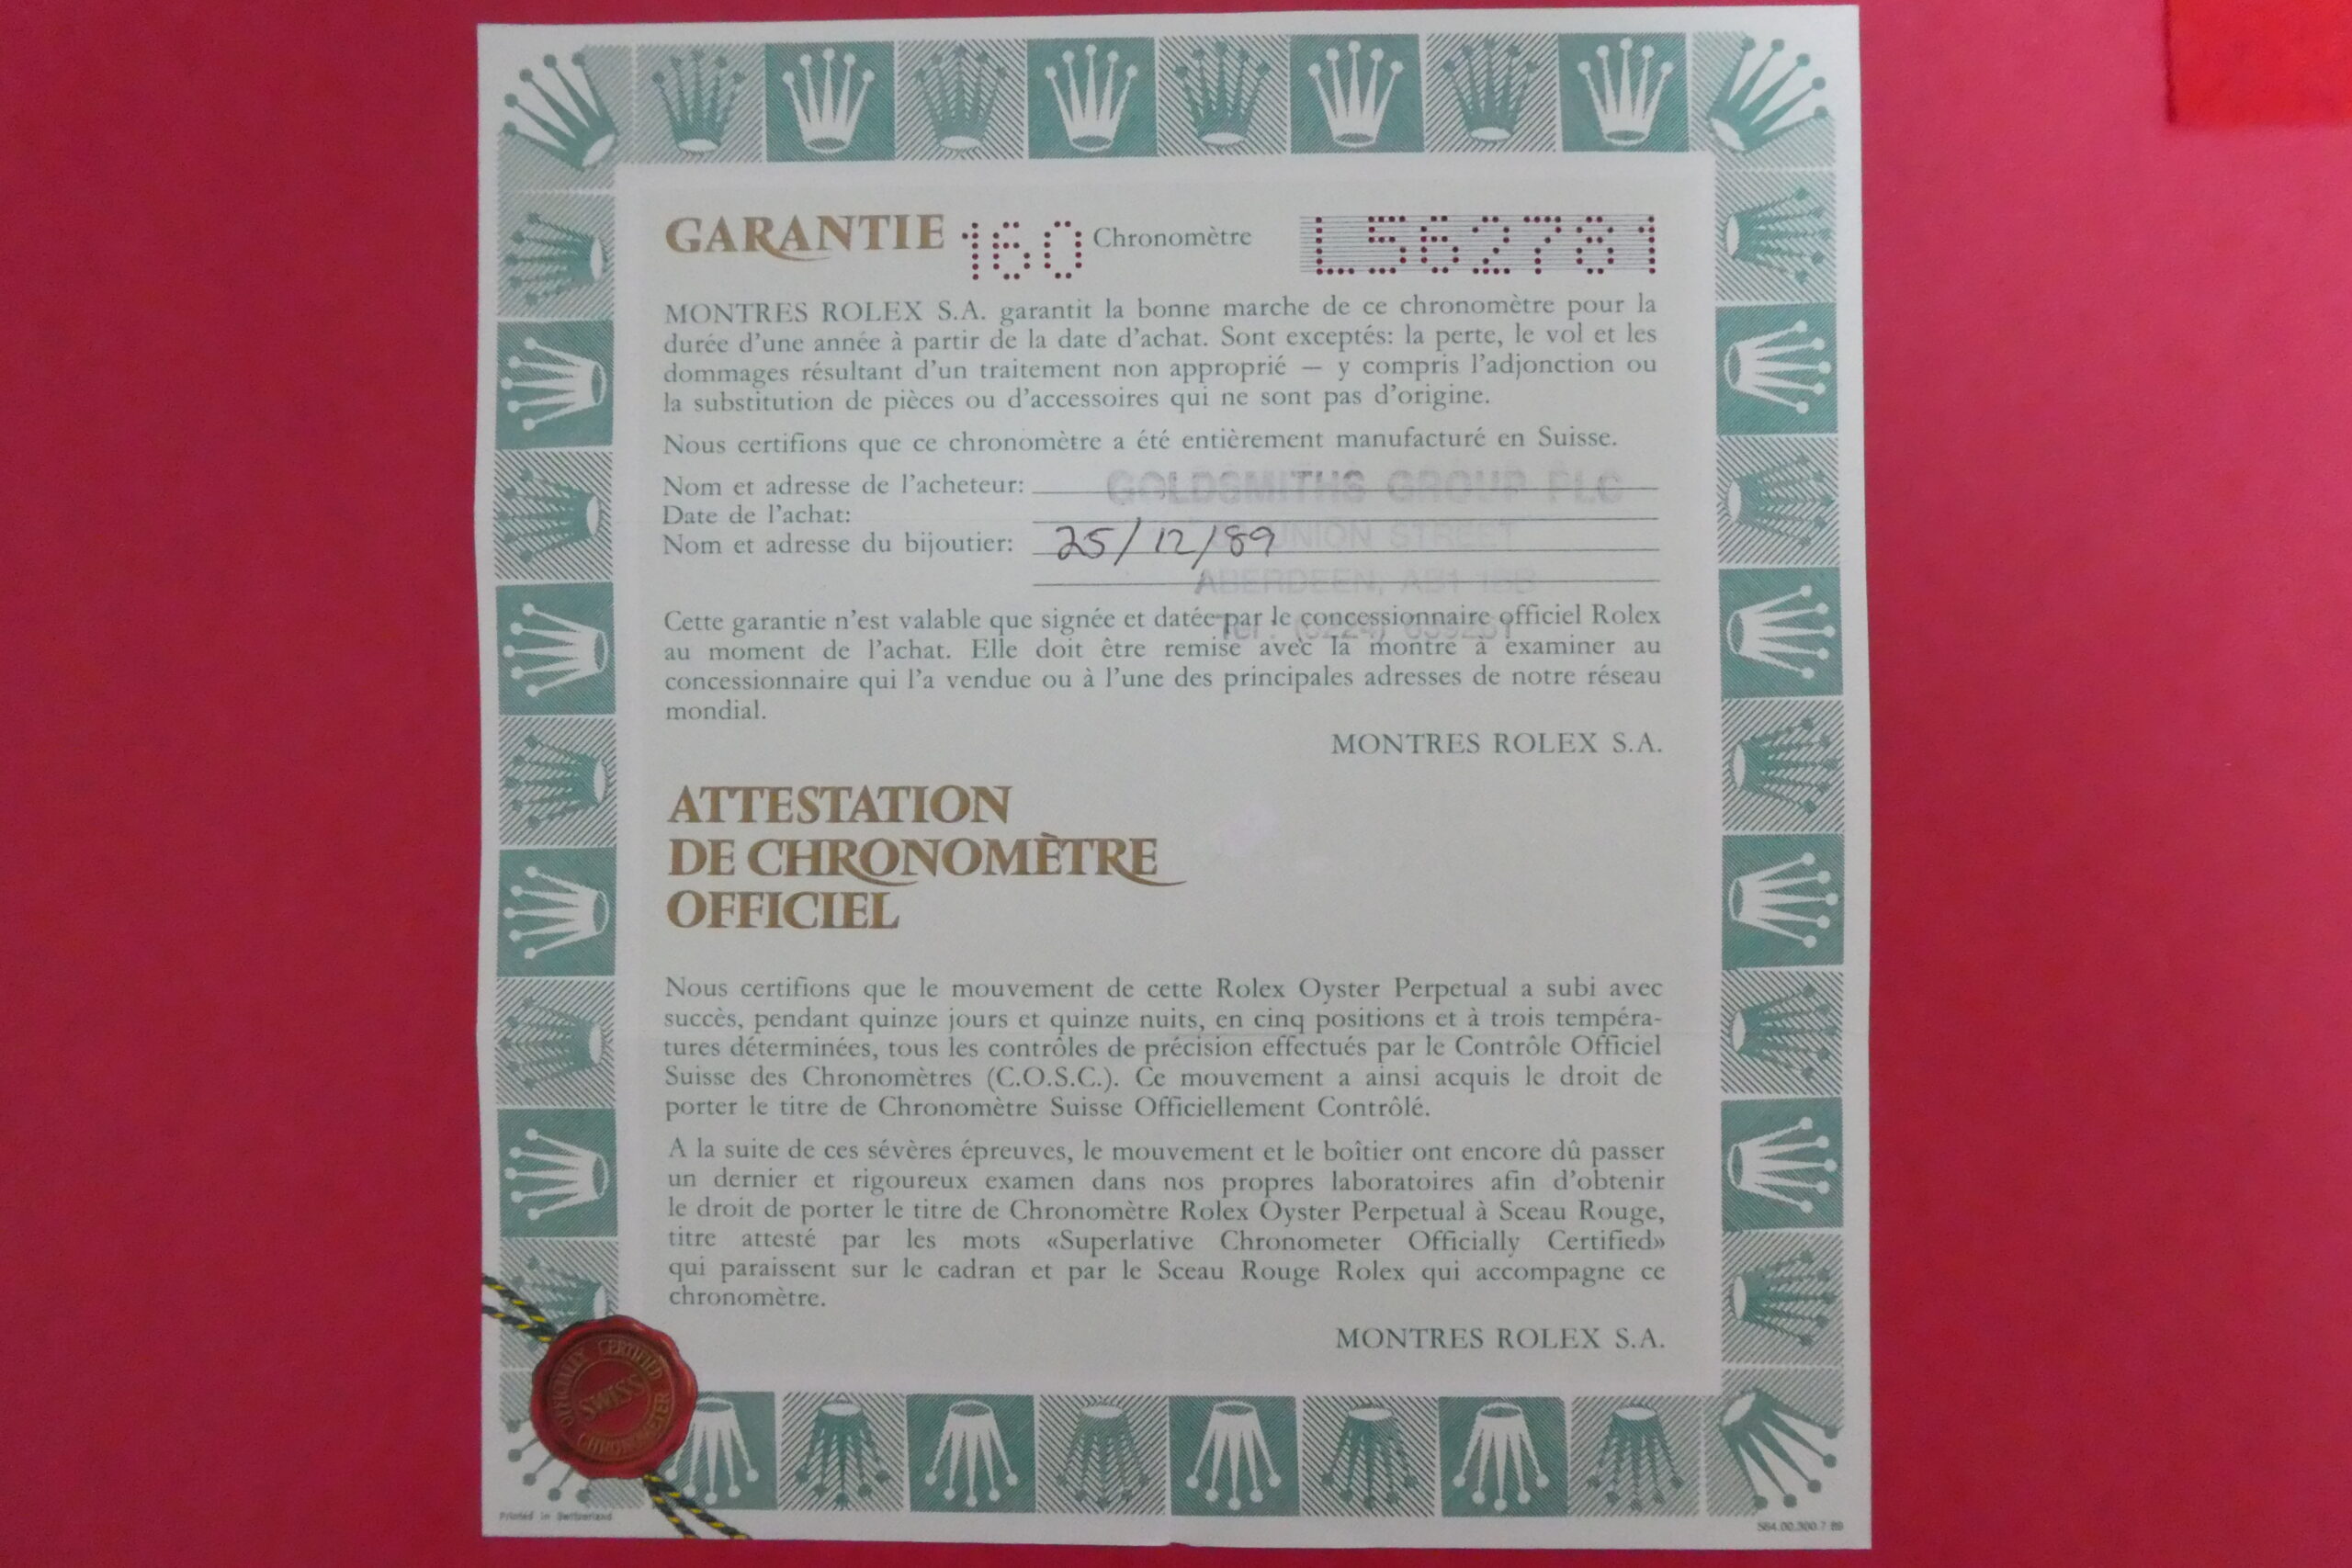 GARANTIE 160 Chronomètre L562781
MONTRES ROLEX S.A. garantit la bonne marche de ce chronomètre pour la
durée d'une année à partir de la date d'achat. Sont exceptés: la perte, le vol et les
dommages résultant d'un traitement non approprié — y compris l'adjonction ou
la substitution de pièces ou d'accessoires qui ne sont pas d'origine.
Nous certifions que ce chronomètre a été entièrement manufacturé en Suisse.
Nom et adresse de l'acheteur: GOLDSMITHS GROUP PLC
Date de l'achat:
Nom et adresse du bijoutier: 25/12/89 UNION STREET
ABERDEEN, AB1
Cette garantie n'est valable que signée et datée par le concessionnaire officiel Rolex
Tel:
au moment de l'achat. Elle doit être remise avec la montre à examiner au
concessionnaire qui l'a vendue ou à l'une des principales adresses de notre réseau
mondial.
MONTRES ROLEX S.A.
ATTESTATION
DE CHRONOMÈTRE
OFFICIEL
Nous certifions que le mouvement de cette Rolex Oyster Perpetual a subi avec
succès, pendant quinze jours et quinze nuits, en cinq positions et à trois tempéra-
tures déterminées, tous les contrôles de précision effectués par le Contrôle Officiel
Suisse des Chronomètres (C.O.S.C.). Ce mouvement a ainsi acquis le droit de
porter le titre de Chronomètre Suisse Officiellement Contrôlé.
A la suite de ces sévères épreuves, le mouvement et le boîtier ont encore dû passer
un dernier et rigoureux examen dans nos propres laboratoires afin d'obtenir
le droit de porter le titre de Chronomètre Rolex Oyster Perpetual à Sceau Rouge,
titre attesté par les mots «Superlative Chronometer Officially Certified»
qui paraissent sur le cadran et par le Sceau Rouge Rolex qui accompagne ce
chronomètre.
MONTRES ROLEX S.A.
OFFICIALLY CERTIFIED
SWISS
CHRONOMETER
Printed in Switzerland
564.00.300.7.89